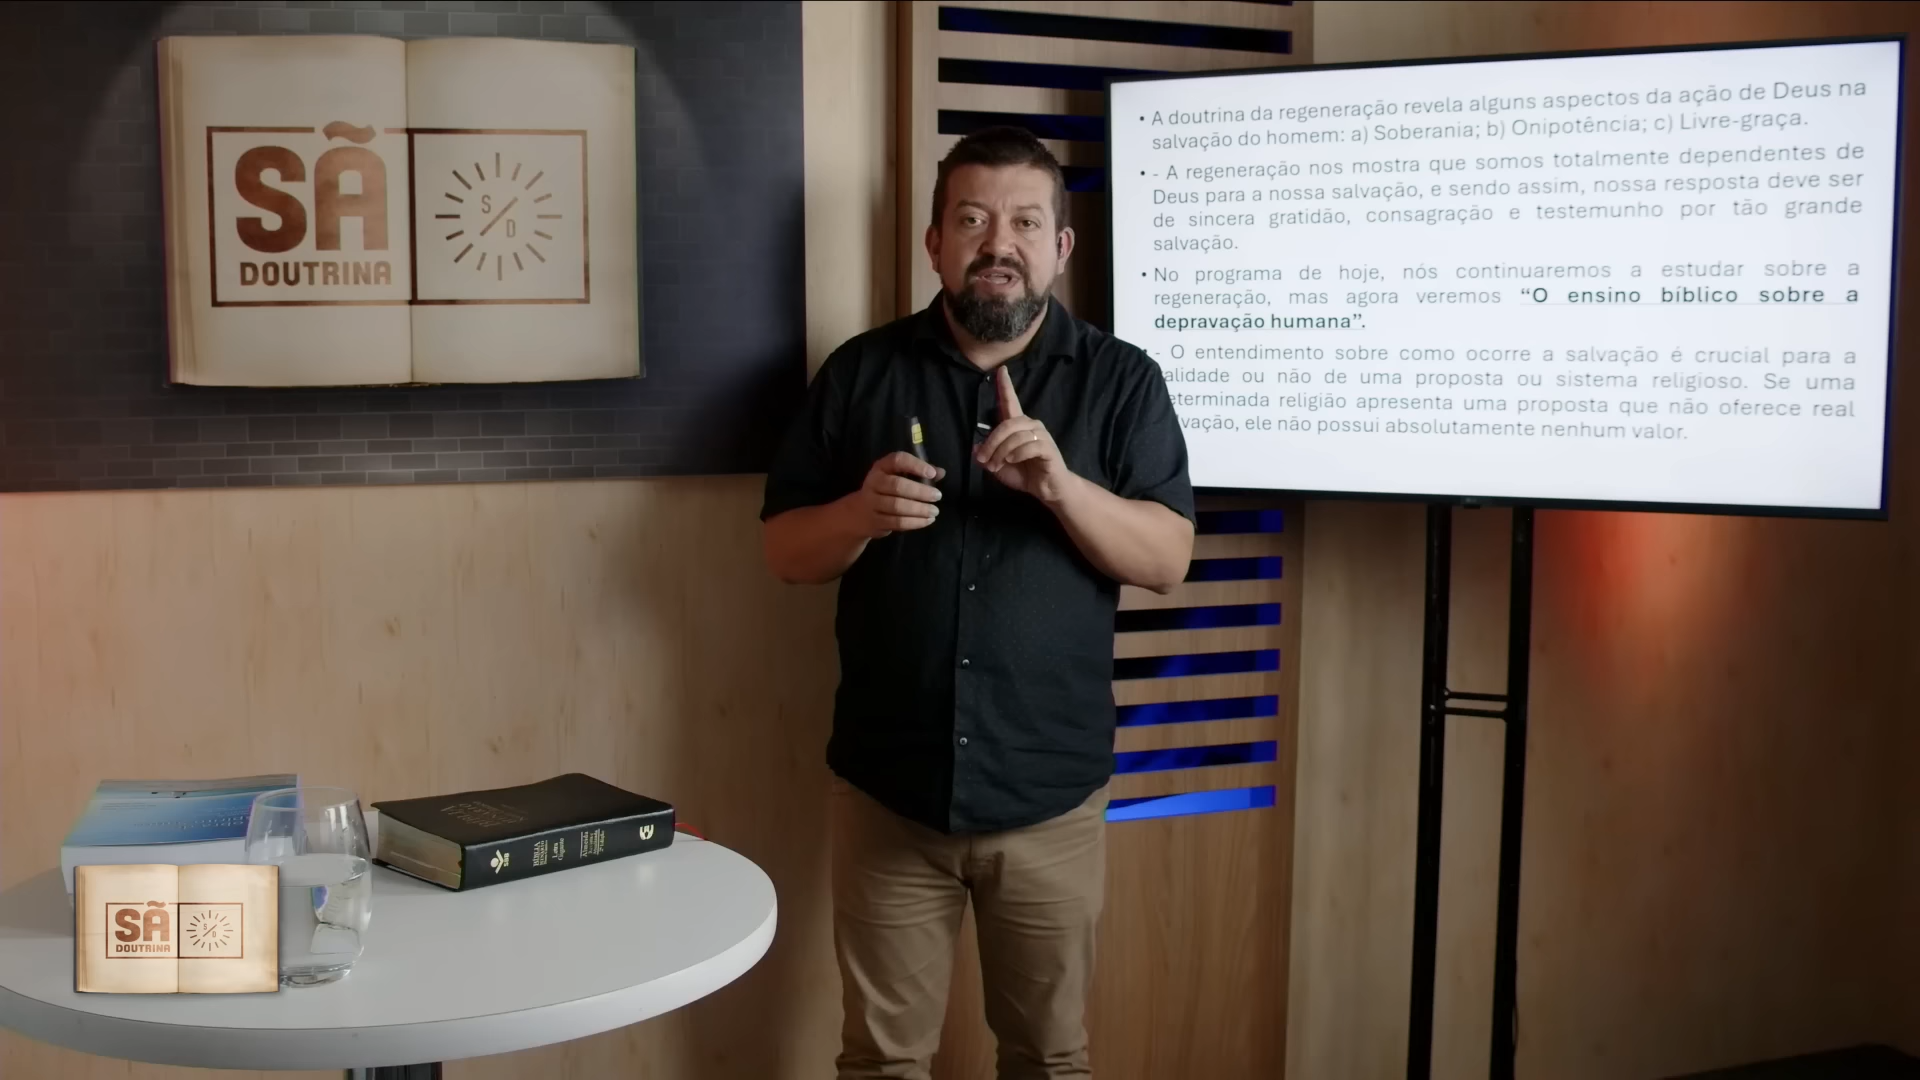 SÃ
DOUTRINA
S
D
• A doutrina da regeneração revela alguns aspectos da ação de Deus na
salvação do homem: a) Soberania; b) Onipotência; c) Livre-graça.
• - A regeneração nos mostra que somos totalmente dependentes de
Deus para a nossa salvação, e sendo assim, nossa resposta deve ser
de sincera gratidão, consagração e testemunho por tão grande
salvação.
• No programa de hoje, nós continuaremos a estudar sobre a
regeneração, mas agora veremos “O ensino bíblico sobre a
depravação humana”.
• - O entendimento sobre como ocorre a salvação é crucial para a
alidade ou não de uma proposta ou sistema religioso. Se uma
eterminada religião apresenta uma proposta que não oferece real
vação, ele não possui absolutamente nenhum valor.
SÃ
DOUTRINA
S
D
BÍBLIA
Letra
Gigante
Almeida